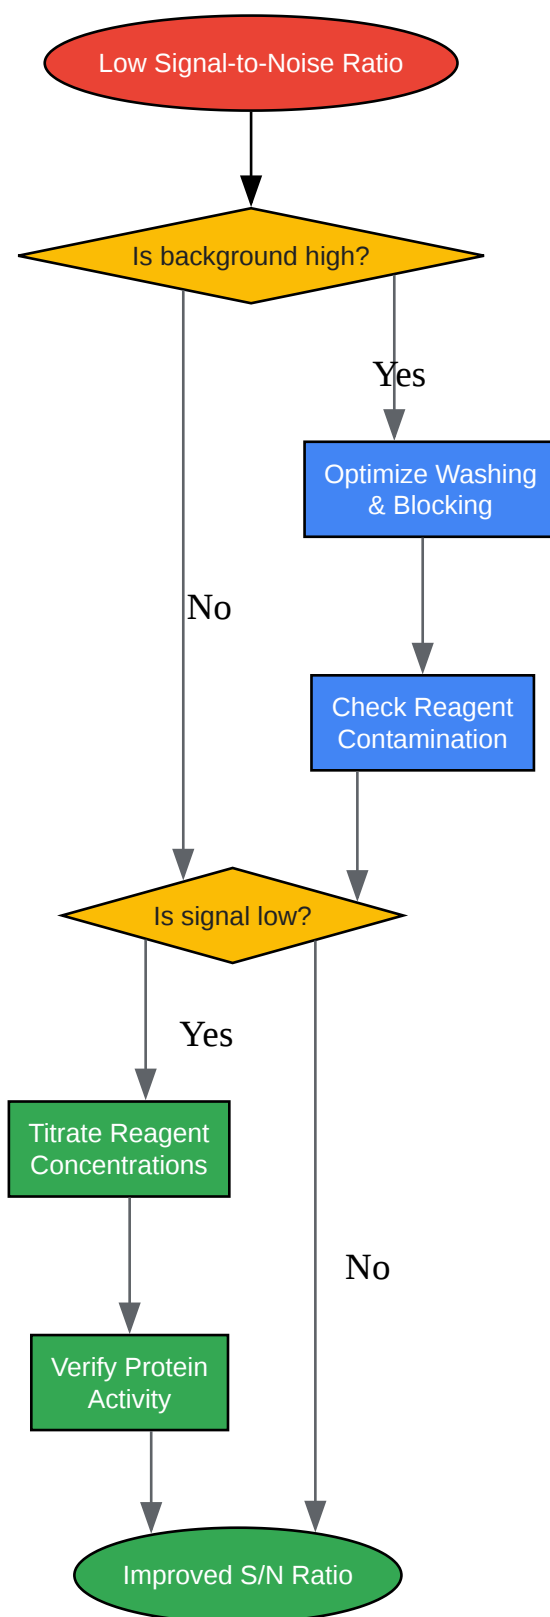 Low Signal-to-Noise Ratio
Is background high?
Yes
Optimize Washing
& Blocking
No
Check Reagent
Contamination
Is signal low?
Yes
Titrate Reagent
Concentrations
No
Verify Protein
Activity
Improved S/N Ratio